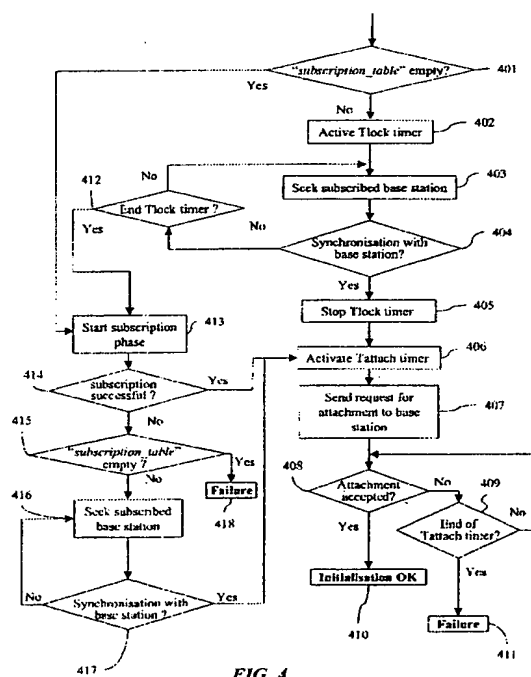 "subscription_table" empty?
401
Yes
No
Active Tlock timer
402
412
No
Seek subscribed base station
403
End Tlock timer ?
Yes
No
Synchronisation with
base station?
404
Yes
Stop Tlock timer
405
Start subscription
phase
413
Activate Tattach timer
406
414
subscription
successful ?
Yes
Send request for
attachment to base
station
407
No
415
"subscription_table"
empty ?
Yes
No
Failure
418
408
Attachment
accepted?
No
409
416
Seek subscribed
base station
Yes
End of
Tattach timer?
No
Initialisation OK
410
Yes
No
Synchronisation with
base station ?
Yes
Failure
411
417
FIG. 4